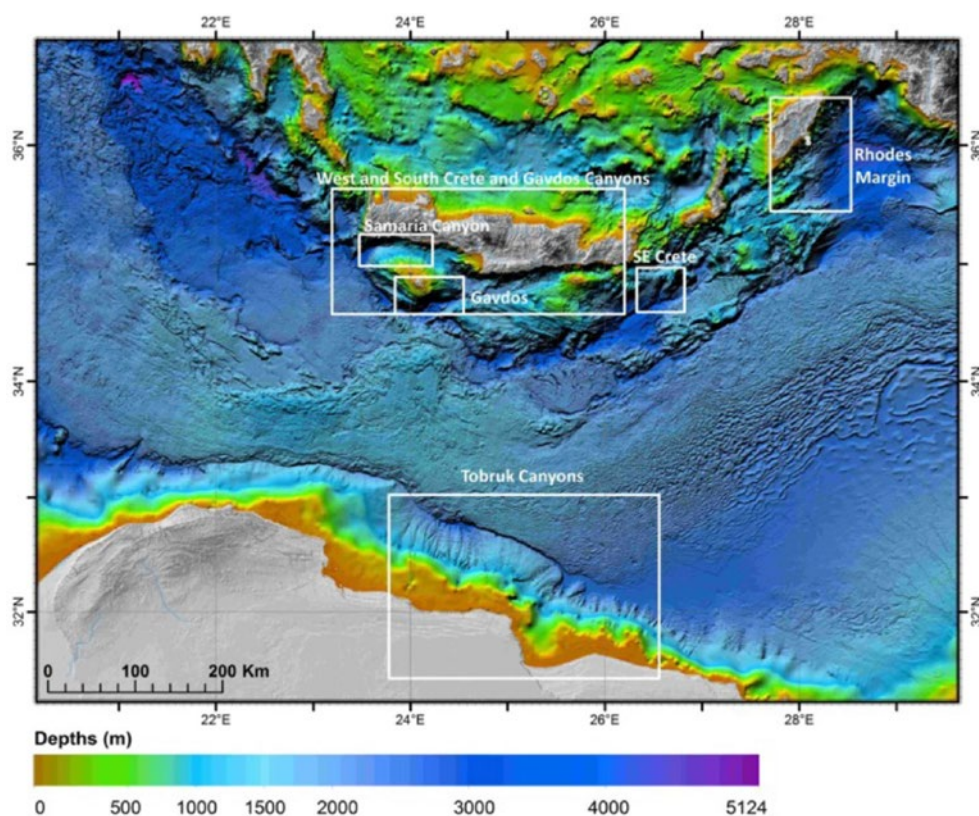 22°E 24°E 26°E 28°E
36°N 36°N
Rhodes
Margin
West and South Crete and Gavdos Canyons
Samaria Canyon
SE Crete
Gavdos
34°N 34°N
Tobruk Canyons
32°N 32°N
0 100 200 Km
22°E 24°E 26°E 28°E
Depths (m)
0 500 1000 1500 2000 3000 4000 5124